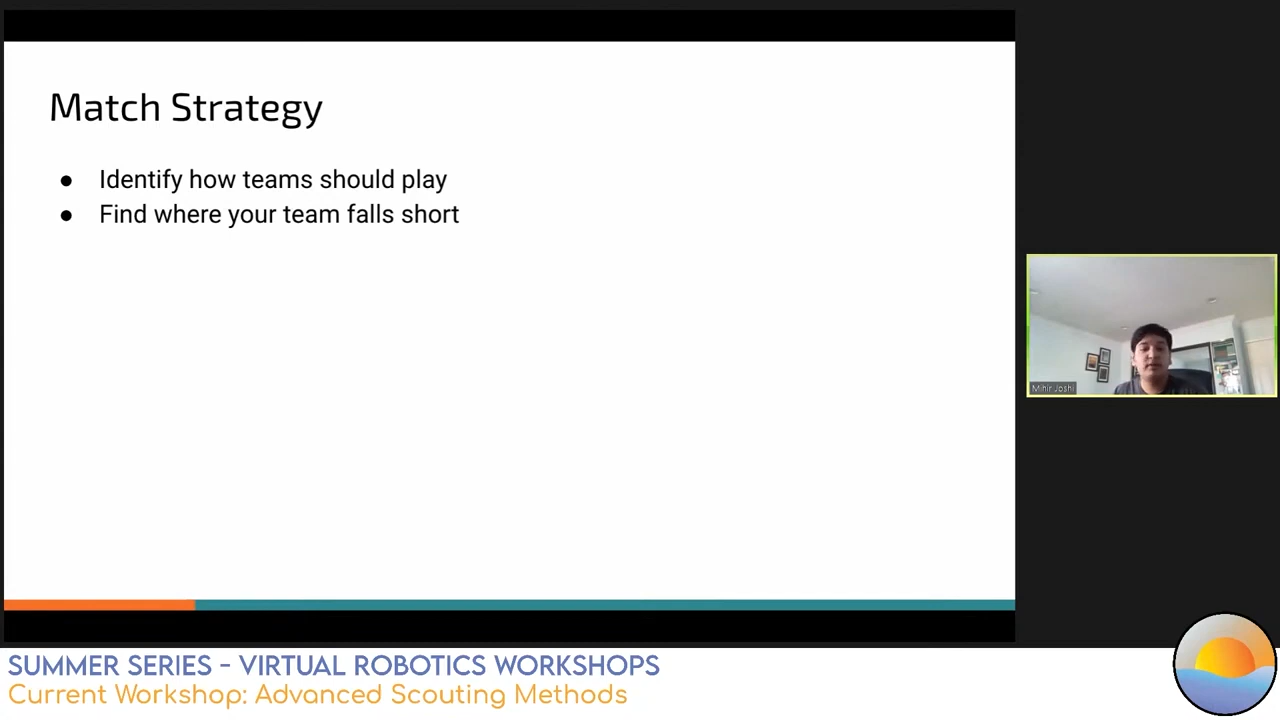 Match Strategy
● Identify how teams should play
● Find where your team falls short
Mihir Joshi
SUMMER SERIES - VIRTUAL ROBOTICS WORKSHOPS
Current Workshop: Advanced Scouting Methods